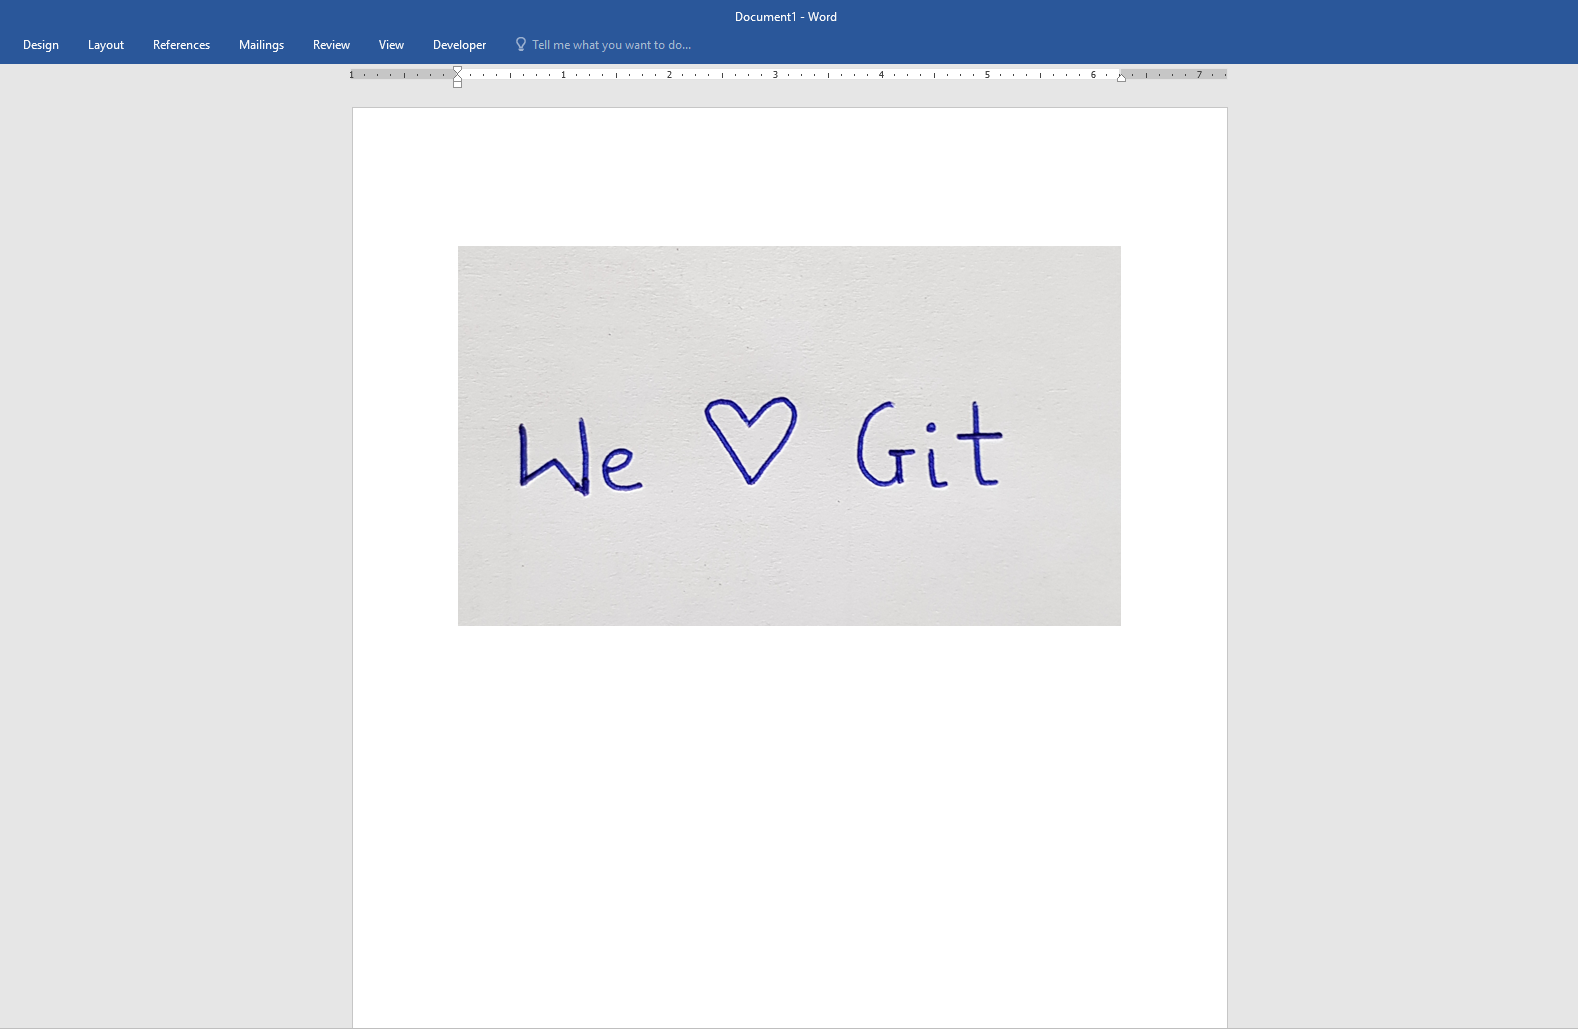 Document1 - Word
Design Layout References Mailings Review View Developer Tell me what you want to do...
1 1 2 3 4 5 6 7
We ♡ Git